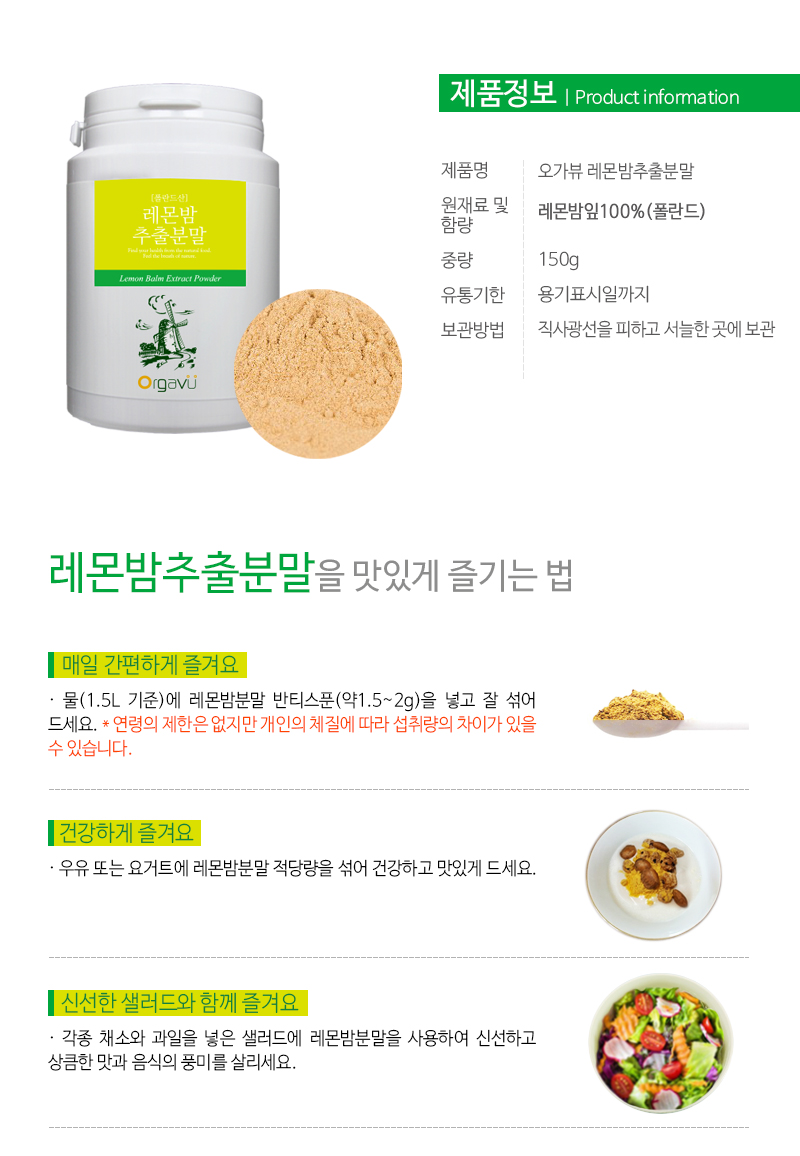 제품정보 | Product information
[폴란드산]
레몬밤
추출분말
Lemon Balm Extract Powder
Orgavü
제품명 오가뷰 레몬밤추출분말
원재료 및
함량 레몬밤잎100%(폴란드)
중량 150g
유통기한 용기표시일까지
보관방법 직사광선을 피하고 서늘한 곳에 보관
레몬밤추출분말을 맛있게 즐기는 법
매일 간편하게 즐겨요
· 물(1.5L 기준)에 레몬밤분말 반티스푼(약1.5~2g)을 넣고 잘 섞어
드세요. * 연령의 제한은 없지만 개인의 체질에 따라 섭취량의 차이가 있을
수 있습니다.
건강하게 즐겨요
· 우유 또는 요거트에 레몬밤분말 적당량을 섞어 건강하고 맛있게 드세요.
신선한 샐러드와 함께 즐겨요
· 각종 채소와 과일을 넣은 샐러드에 레몬밤분말을 사용하여 신선하고
상큼한 맛과 음식의 풍미를 살리세요.